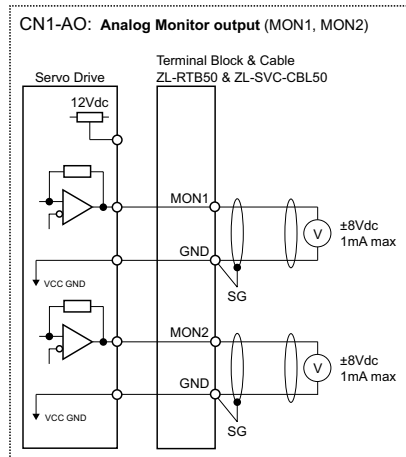 CN1-AO: Analog Monitor output (MON1, MON2)
Terminal Block & Cable
Servo Drive ZL-RTB50 & ZL-SVC-CBL50
12Vdc
MON1
V
±8Vdc
1mA max
GND
VCC GND
SG
MON2
V
±8Vdc
1mA max
GND
VCC GND
SG